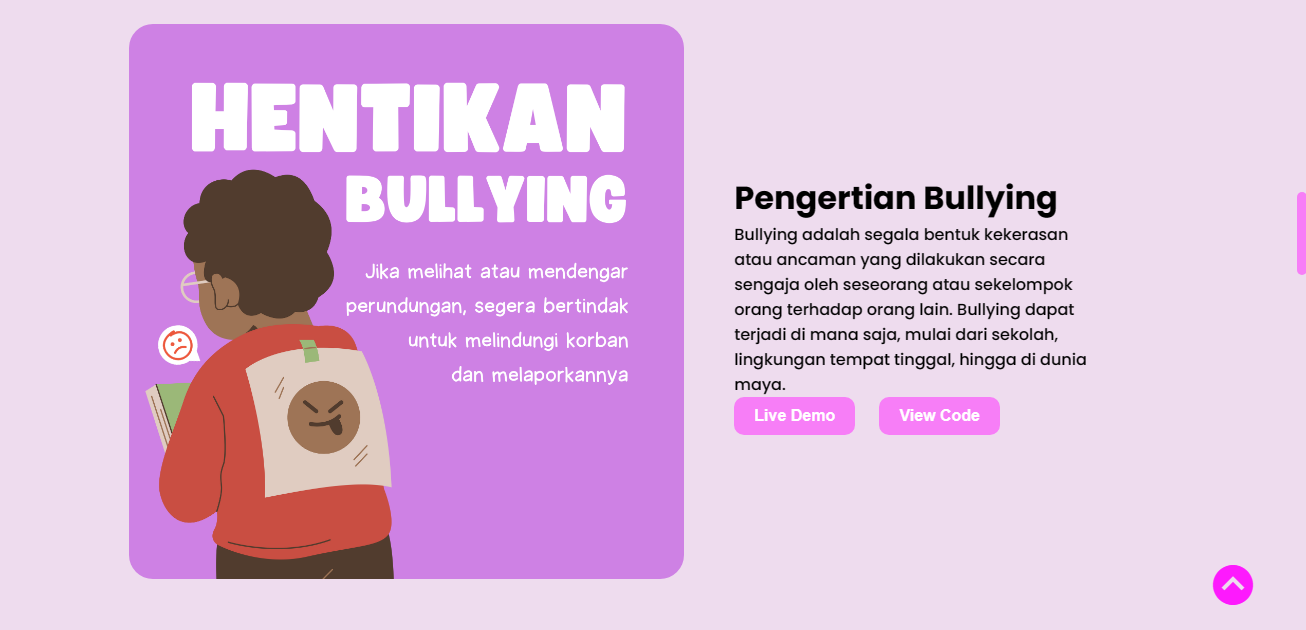 HENTIKAN
BULLYING
Jika melihat atau mendengar
perundungan, segera bertindak
untuk melindungi korban
dan melaporkannya
Pengertian Bullying
Bullying adalah segala bentuk kekerasan
atau ancaman yang dilakukan secara
sengaja oleh seseorang atau sekelompok
orang terhadap orang lain. Bullying dapat
terjadi di mana saja, mulai dari sekolah,
lingkungan tempat tinggal, hingga di dunia
maya.
Live Demo
View Code